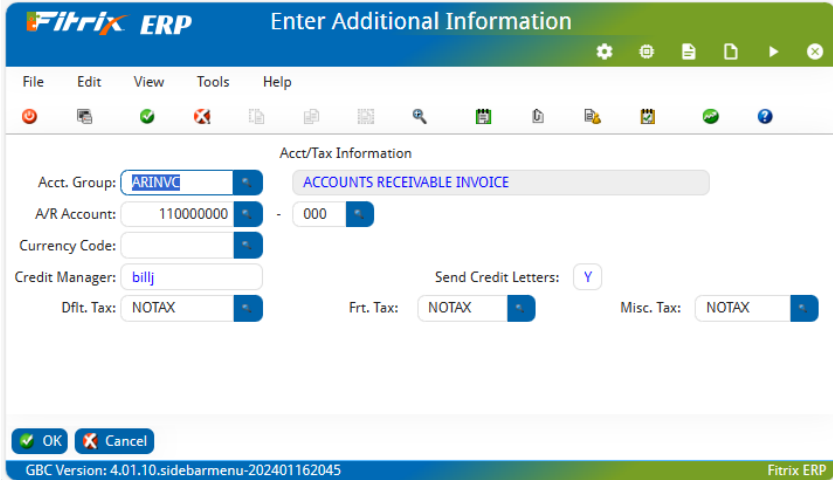 Fitrix ERP Enter Additional Information
File Edit View Tools Help
Acct/Tax Information
Acct. Group: ARINVC ACCOUNTS RECEIVABLE INVOICE
A/R Account: 110000000 - 000
Currency Code:
Credit Manager: billj Send Credit Letters: Y
Dflt. Tax: NOTAX Frt. Tax: NOTAX Misc. Tax: NOTAX
OK Cancel
GBC Version: 4.01.10.sidebarmenu-202401162045 Fitrix ERP